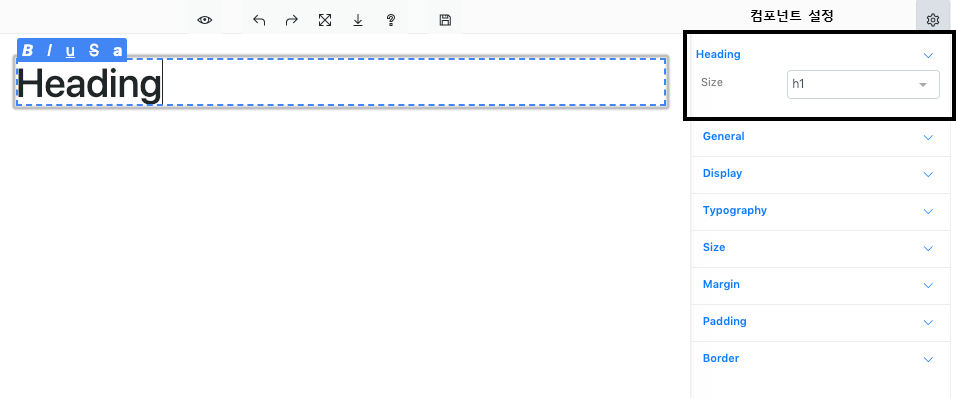 컴포넌트 설정
B I u S a
Heading
Heading
Size
h1
General
Display
Typography
Size
Margin
Padding
Border